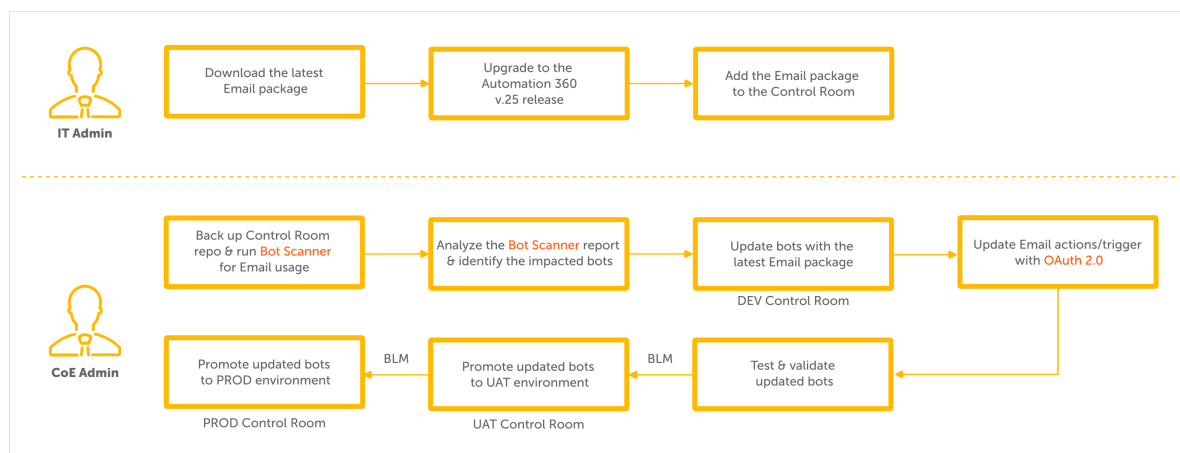 Download the latest
Email package
Upgrade to the
Automation 360
v.25 release
Add the Email package
to the Control Room
IT Admin
Back up Control Room
repo & run Bot Scanner
for Email usage
Analyze the Bot Scanner report
& identify the impacted bots
Update bots with the
latest Email package
DEV Control Room
Update Email actions/trigger
with OAuth 2.0
CoE Admin
Promote updated bots
to PROD environment
PROD Control Room
BLM
Promote updated bots
to UAT environment
UAT Control Room
BLM
Test & validate
updated bots